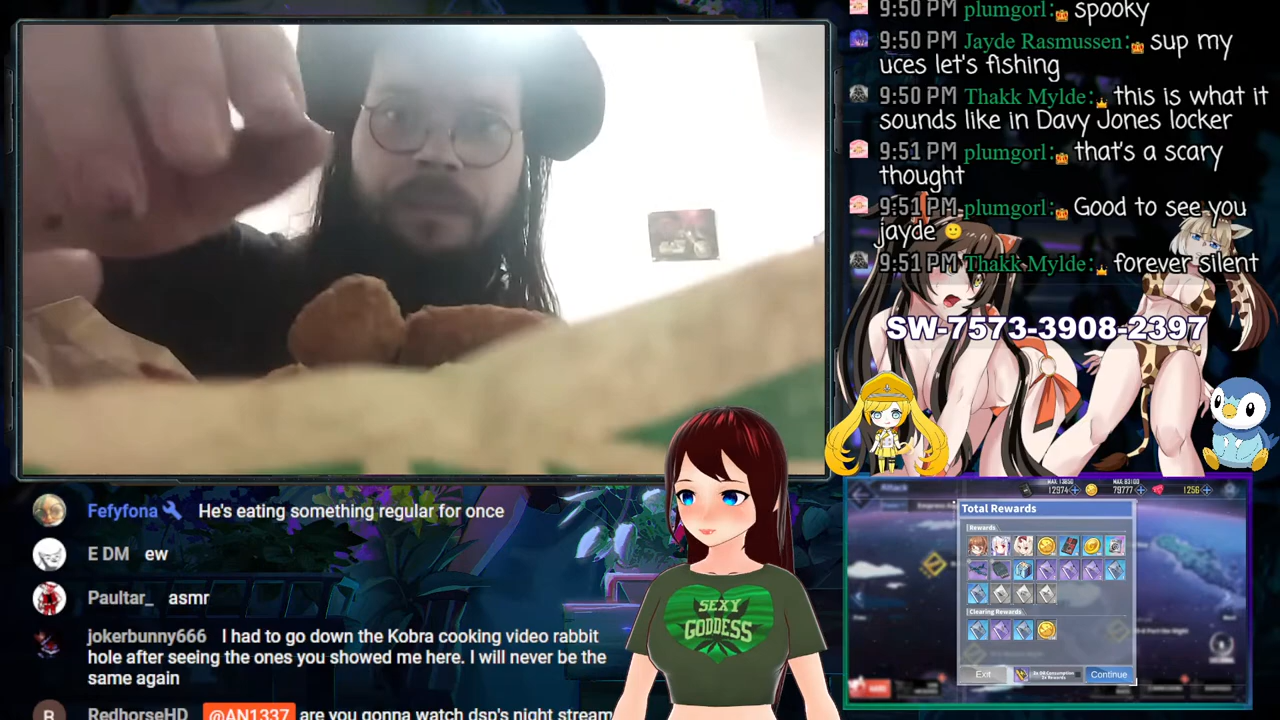 9:50 PM plumgorl: spooky
9:50 PM Jayde Rasmussen: sup my
uces let's fishing
9:50 PM Thakk Mylde: this is what it
sounds like in Davy Jones locker
9:51 PM plumgorl: that's a scary
thought
9:51 PM plumgorl: Good to see you
jayde
9:51 PM Thakk Mylde: forever silent
SW-7573-3908-2397
Fefyfona He's eating something regular for once
E DM ew
Paultar_ asmr
jokerbunny666 I had to go down the Kobra cooking video rabbit
hole after seeing the ones you showed me here. I will never be the
same again
RedhorseHD @AN1337 are you gonna watch dsp's night stream
SEXY
GODDESS
12974 79777 1256
Total Rewards
Rewards
Clearing Rewards
Exit
Continue